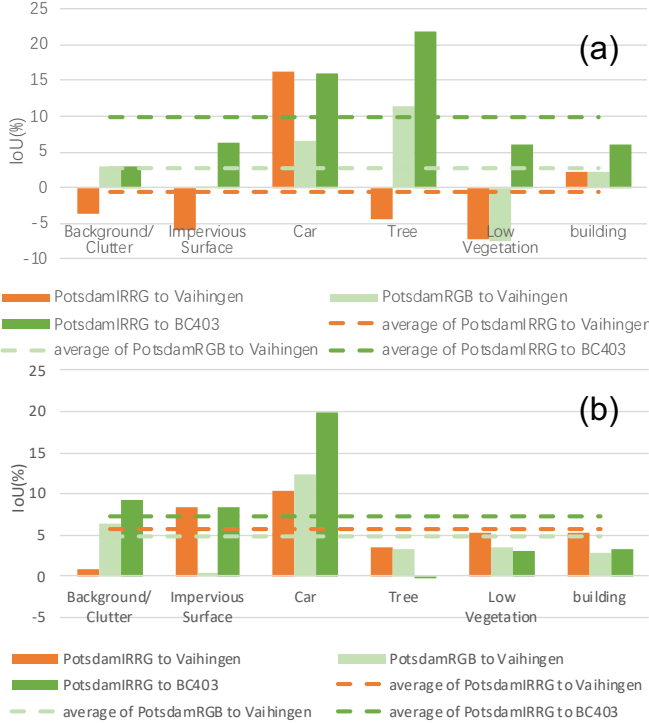 25
(a)
20
15
10
IoU(%)
5
0
-5
Background/ Impervious Car Tree Low building
Clutter Surface Vegetation
-10
PotsdamIRRG to Vaihingen PotsdamRGB to Vaihingen
PotsdamIRRG to BC403 average of PotsdamIRRG to Vaihingen
average of PotsdamRGB to Vaihingen average of PotsdamIRRG to BC403
25
(b)
20
15
IoU(%)
10
5
0
Background/ Impervious Car Tree Low building
Clutter Surface Vegetation
-5
PotsdamIRRG to Vaihingen PotsdamRGB to Vaihingen
PotsdamIRRG to BC403 average of PotsdamIRRG to Vaihingen
average of PotsdamRGB to Vaihingen average of PotsdamIRRG to BC403